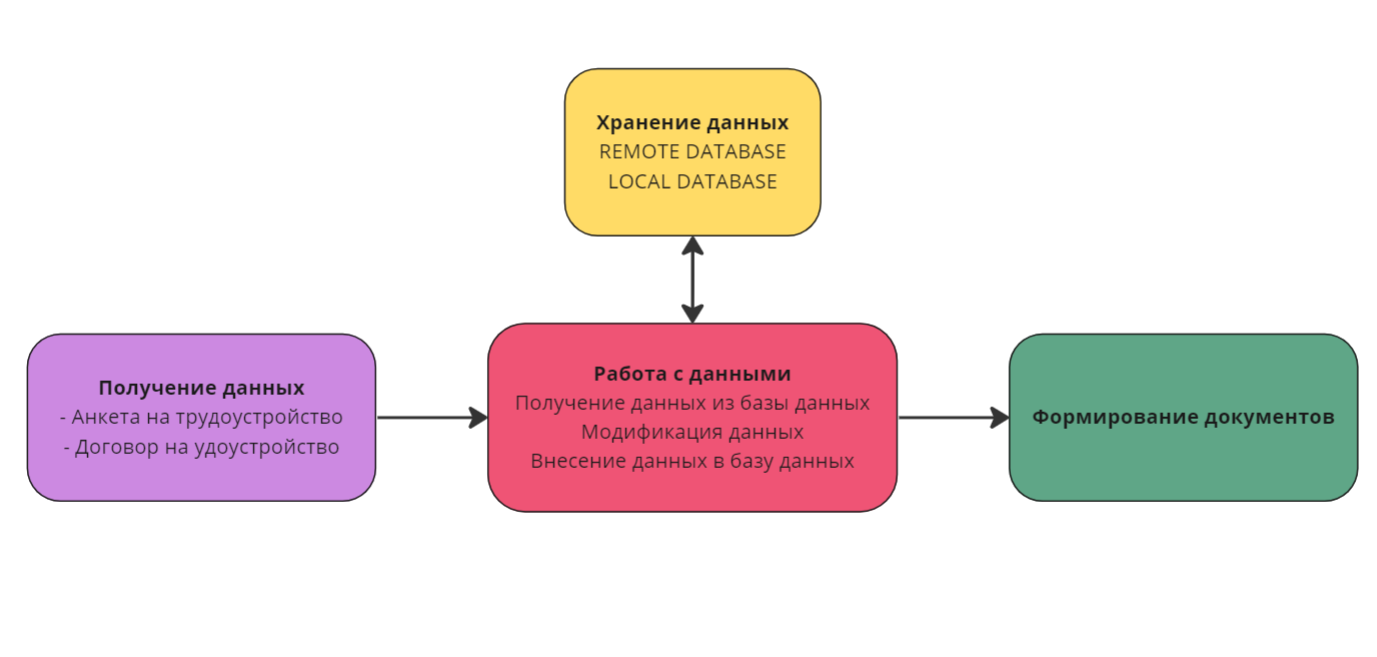 Хранение данных
REMOTE DATABASE
LOCAL DATABASE
Получение данных
- Анкета на трудоустройство
- Договор на удоустройство
Работа с данными
Получение данных из базы данных
Модификация данных
Внесение данных в базу данных
Формирование документов